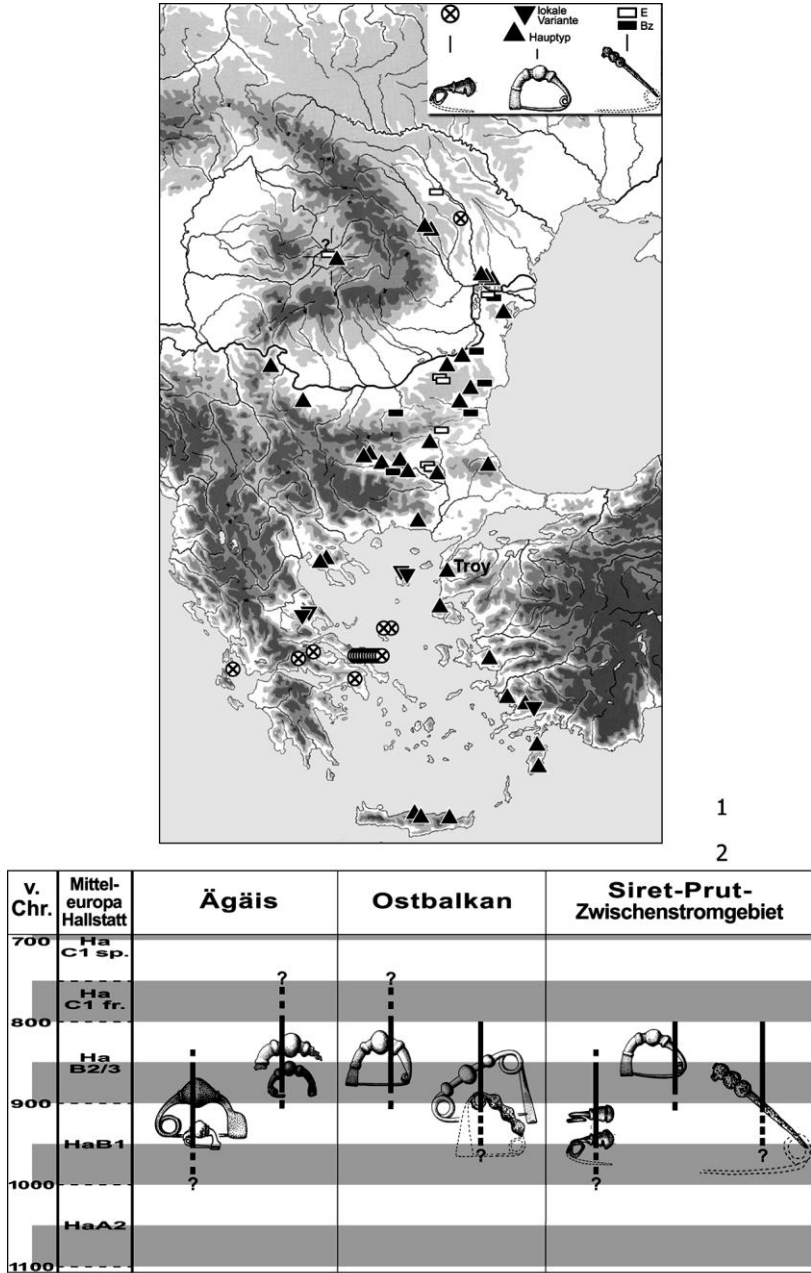 lokale
Variante
Hauptyp
E
Bz
?
Troy
1
2
v.
Chr.
Mittel-
europa
Hallstatt
Ägäis
Ostbalkan
Siret-Prut-
Zwischenstromgebiet
700
Ha
C1 sp.
?
?
Ha
C1 fr.
800
Ha
B2/3
900
HaB1
?
?
1000
?
?
HaA2
1100